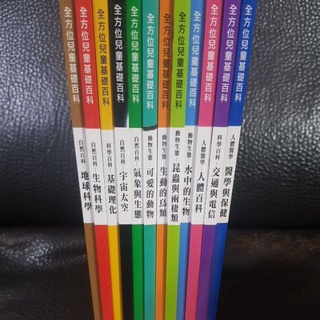 全方位兒童基礎百科 自然百科 地球科學
全方位兒童基礎百科 自然百科 生物科學
全方位兒童基礎百科 科學百科 基礎理化
全方位兒童基礎百科 自然百科 宇宙太空
全方位兒童基礎百科 自然百科 氣象與生態
全方位兒童基礎百科 動物生態 可愛的動物
全方位兒童基礎百科 動物生態 生動的鳥類
全方位兒童基礎百科 動物生態 昆蟲與兩棲類
全方位兒童基礎百科 動物生態 水中的生物
全方位兒童基礎百科 人體醫學 人體百科
全方位兒童基礎百科 科學百科 交通與電信
全方位兒童基礎百科 人體醫學 醫學與保健